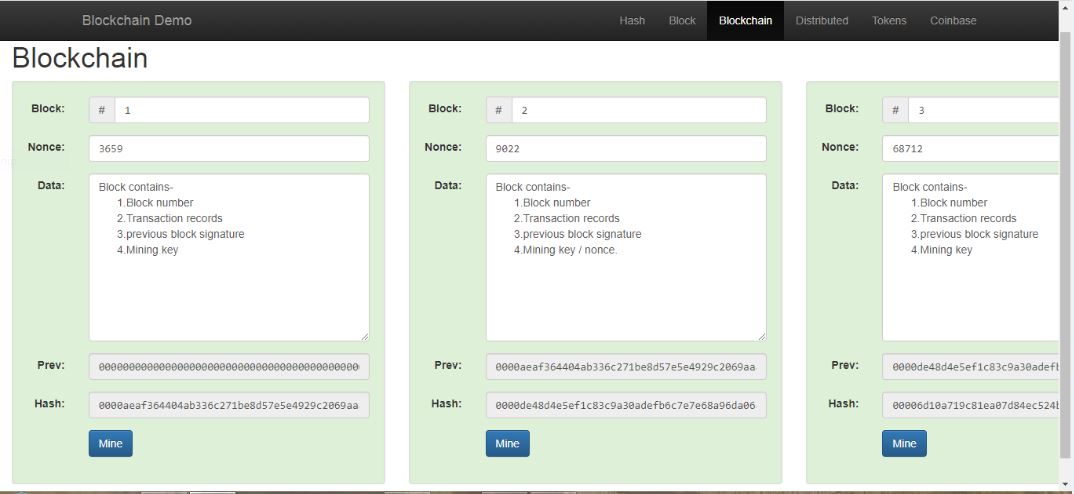 Blockchain Demo
Hash Block Blockchain Distributed Tokens Coinbase
Blockchain
Block: # 1
Nonce: 3659
Data: Block contains-
1.Block number
2.Transaction records
3.previous block signature
4.Mining key
Prev: 0000000000000000000000000000000000000000000000
Hash: 0000aeaf364404ab336c271be8d57e5e4929c2069aa
Mine
Block: # 2
Nonce: 9022
Data: Block contains-
1.Block number
2.Transaction records
3.previous block signature
4.Mining key / nonce.
Prev: 0000aeaf364404ab336c271be8d57e5e4929c2069aa
Hash: 0000de48d4e5ef1c83c9a30adefb6c7e7e68a96da06
Mine
Block: # 3
Nonce: 68712
Data: Block contains-
1.Block number
2.Transaction records
3.previous block signature
4.Mining key
Prev: 0000de48d4e5ef1c83c9a30adefb
Hash: 00006d10a719c81ea07d84ec524b
Mine